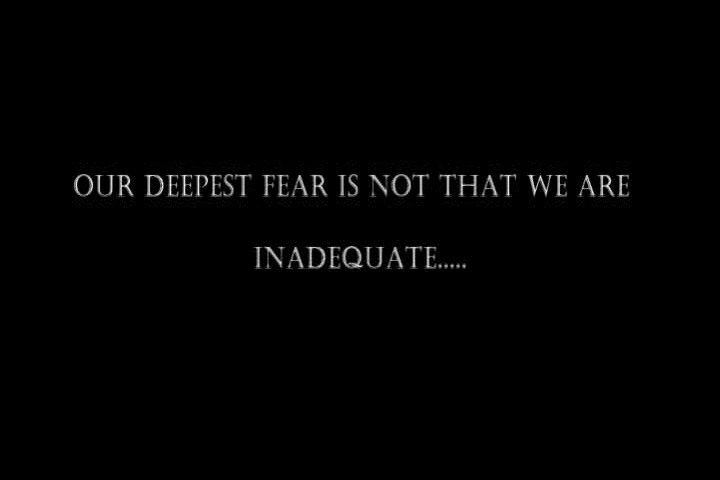 OUR DEEPEST FEAR IS NOT THAT WE ARE
INADEQUATE.....